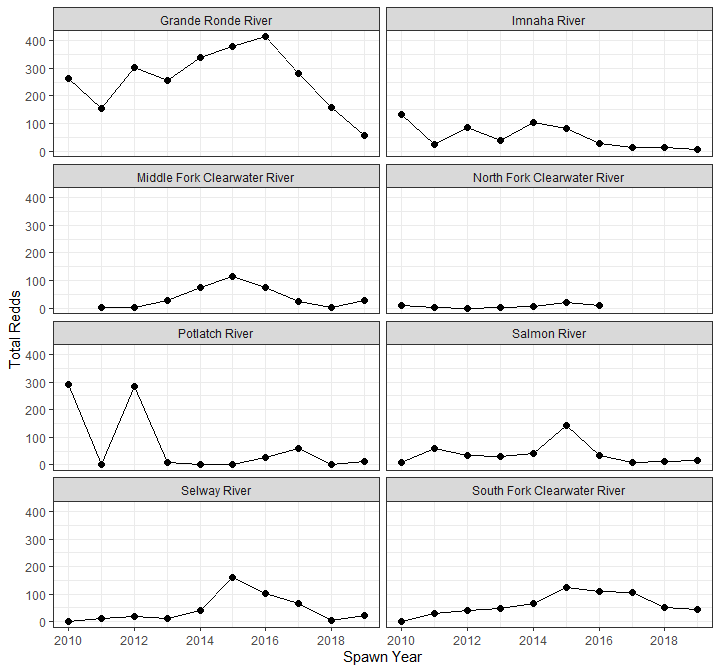 Grande Ronde River
Imnaha River
400
300
200
100
0
Middle Fork Clearwater River
North Fork Clearwater River
400
300
200
100
0
Potlatch River
Salmon River
400
300
200
100
0
Selway River
South Fork Clearwater River
400
300
200
100
0
2010 2012 2014 2016 2018
2010 2012 2014 2016 2018
Total Redds
Spawn Year